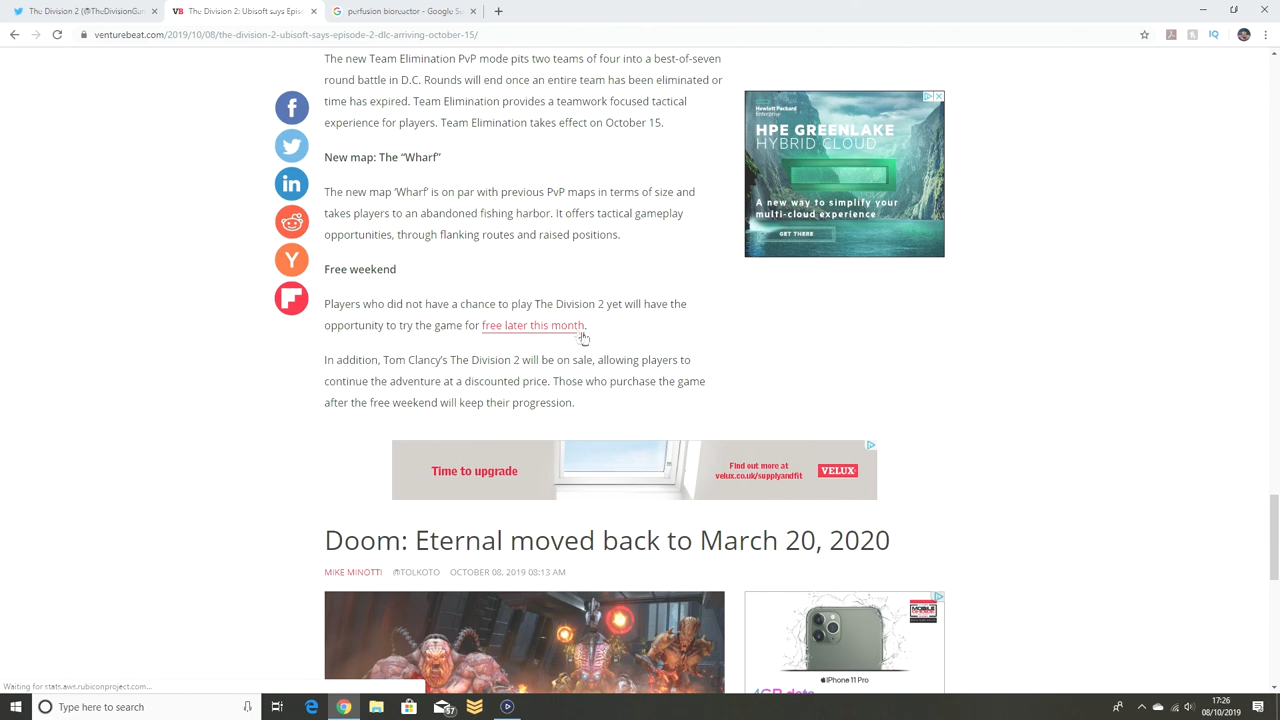 The Division 2 (@TheDivisionGam
The Division 2: Ubisoft says Epis
patriarchy - Google Se
venturebeat.com/2019/10/08/the-division-2-ubisoft-says-episode-2-dlc-arriving-october-15/
The new Team Elimination PvP mode pits two teams of four into a best-of-seven
round battle in D.C. Rounds will end once an entire team has been eliminated or
time has expired. Team Elimination provides a teamwork focused tactical
experience for players. Team Elimination takes effect on October 15.
New map: The “Wharf”
The new map ‘Wharf’ is on par with previous PvP maps in terms of size and
takes players to an abandoned fishing harbor. It offers tactical gameplay
opportunities, through flanking routes and raised positions.
Free weekend
Players who did not have a chance to play The Division 2 yet will have the
opportunity to try the game for free later this month.
In addition, Tom Clancy’s The Division 2 will be on sale, allowing players to
continue the adventure at a discounted price. Those who purchase the game
after the free weekend will keep their progression.
Hewlett Packard
Enterprise
HPE GREENLAKE
HYBRID CLOUD
A new way to simplify your
multi-cloud experience
GET THERE
Time to upgrade
Find out more at
velux.co.uk/supplyandfit
VELUX
Doom: Eternal moved back to March 20, 2020
MIKE MINOTTI @TOLKOTO OCTOBER 08, 2019 08:13 AM
iPhone 11 Pro
4GB data
Waiting for stats.aws.rubiconproject.com...
Type here to search
17:26
08/10/2019